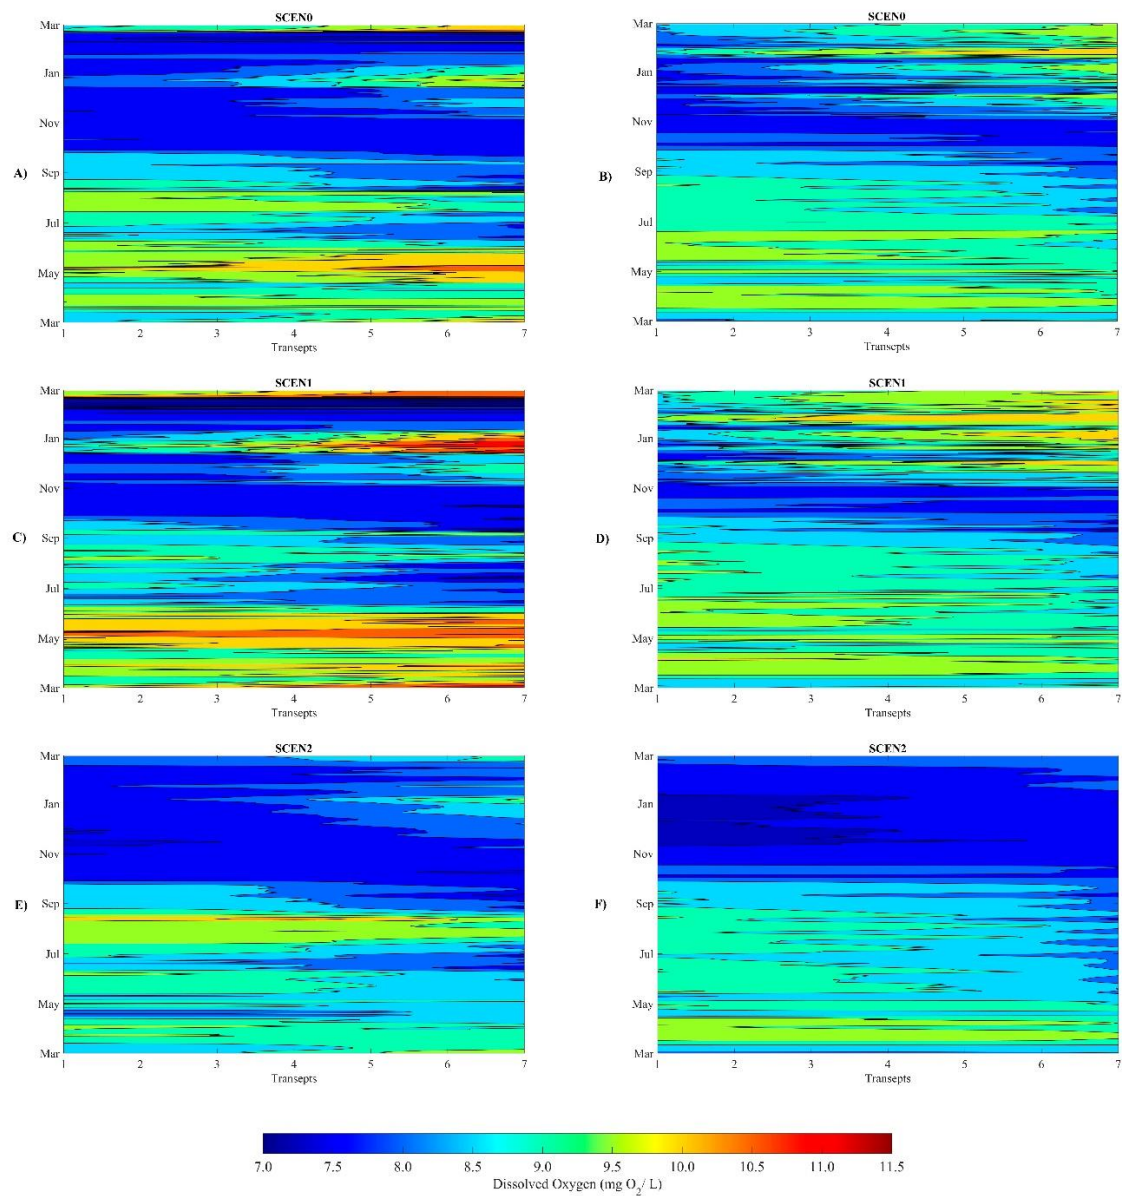 SCEN0
Mar
Jan
Nov
A)
Sep
Jul
May
Mar
1 2 3 4 5 6 7
Transepts
SCEN0
Mar
Jan
Nov
B)
Sep
Jul
May
Mar
1 2 3 4 5 6 7
Transepts
SCEN1
Mar
Jan
Nov
C)
Sep
Jul
May
Mar
1 2 3 4 5 6 7
Transepts
SCEN1
Mar
Jan
Nov
D)
Sep
Jul
May
Mar
1 2 3 4 5 6 7
Transepts
SCEN2
Mar
Jan
Nov
E)
Sep
Jul
May
Mar
1 2 3 4 5 6 7
Transepts
SCEN2
Mar
Jan
Nov
F)
Sep
Jul
May
Mar
1 2 3 4 5 6 7
Transepts
7.0 7.5 8.0 8.5 9.0 9.5 10.0 10.5 11.0 11.5
Dissolved Oxygen (mg O₂/ L)